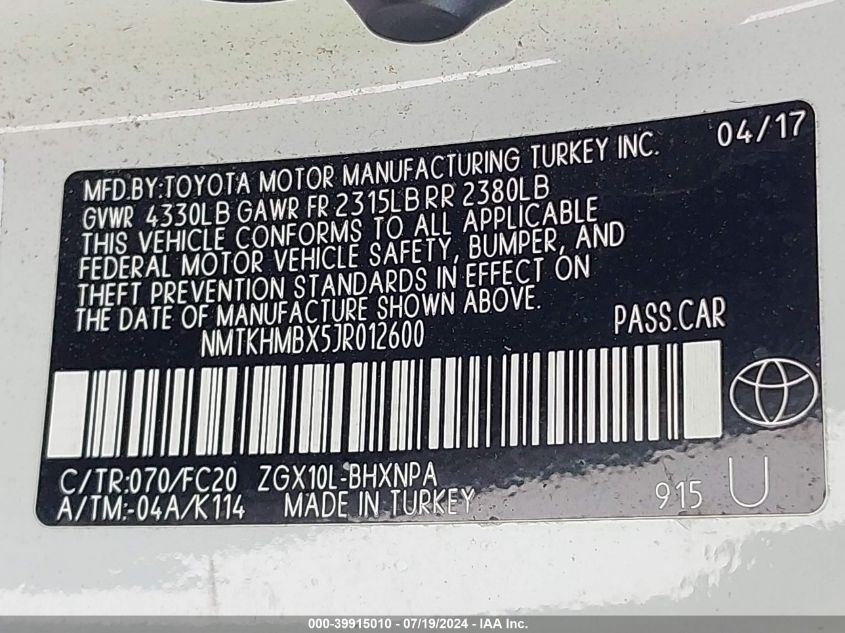 04/17
MFD.BY:TOYOTA MOTOR MANUFACTURING TURKEY INC.
GVWR 4330LB GAWR FR 2315LB RR 2380LB
THIS VEHICLE CONFORMS TO ALL APPLICABLE
FEDERAL MOTOR VEHICLE SAFETY, BUMPER, AND
THEFT PREVENTION STANDARDS IN EFFECT ON
THE DATE OF MANUFACTURE SHOWN ABOVE.
NMTKHMBX5JR012600 PASS.CAR
C/TR:070/FC20 ZGX10L-BHXNPA
A/TM:-04A/K114 MADE IN TURKEY 915 U
000-39915010 - 07/19/2024 - IAA Inc.